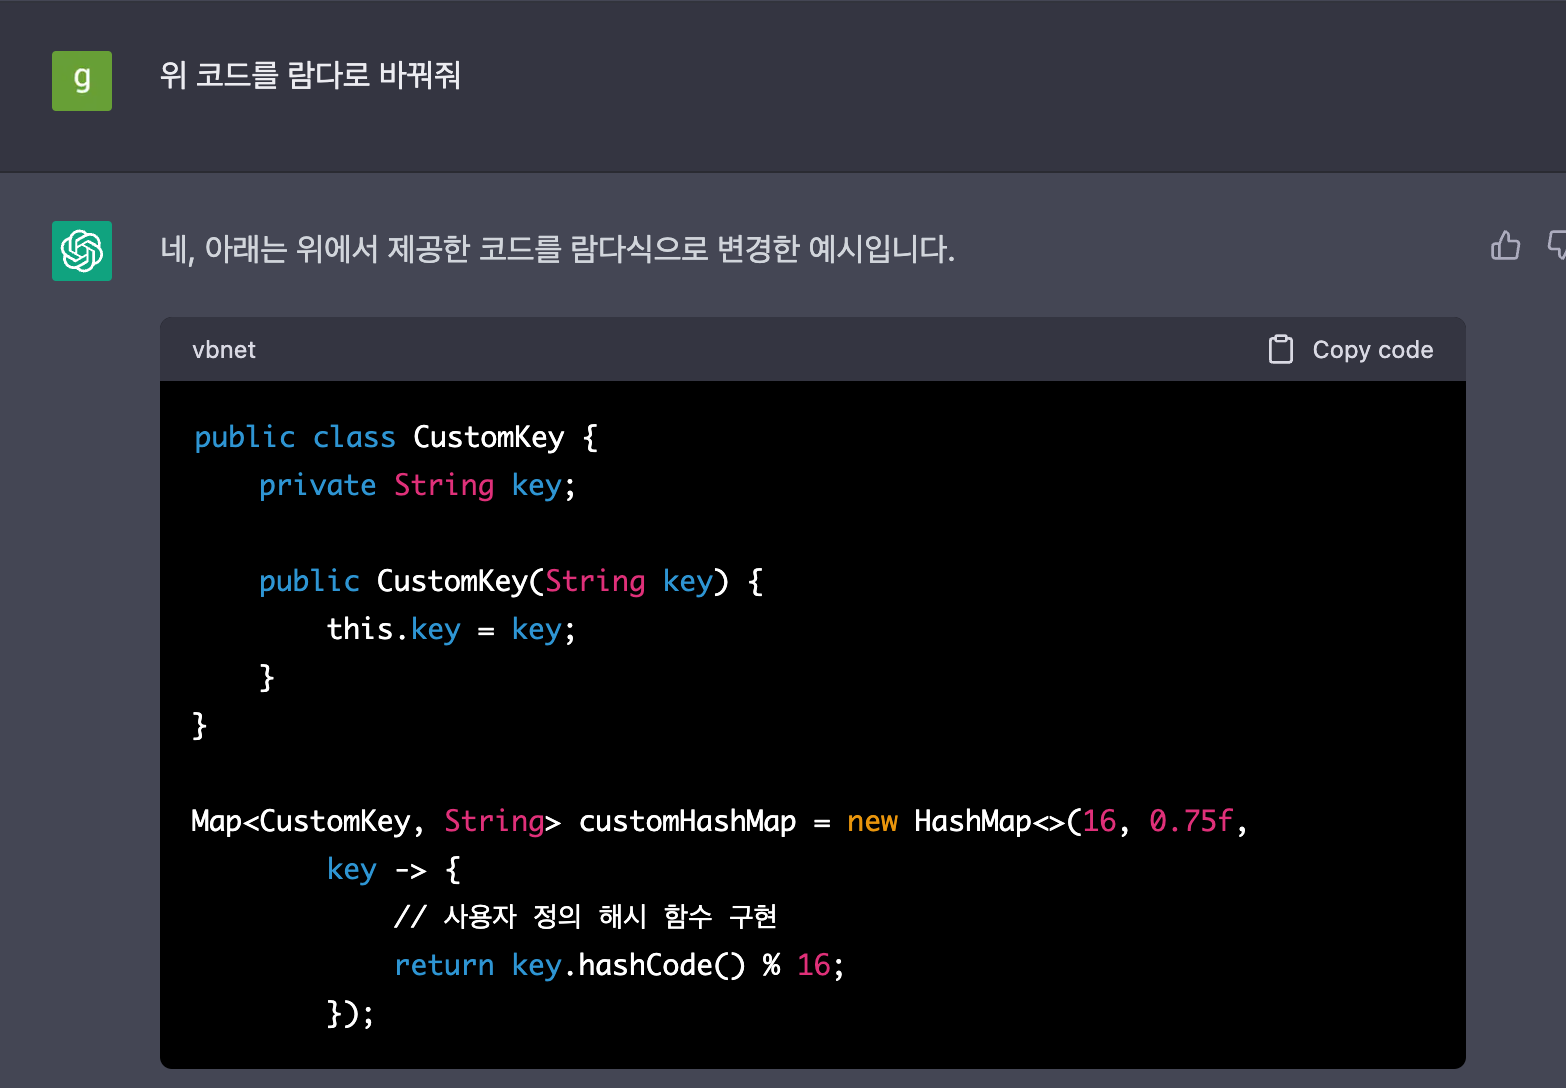 g
위 코드를 람다로 바꿔줘
네, 아래는 위에서 제공한 코드를 람다식으로 변경한 예시입니다.
vbnet
Copy code
public class CustomKey {
    private String key;
    public CustomKey(String key) {
        this.key = key;
    }
}
Map<CustomKey, String> customHashMap = new HashMap<>(16, 0.75f,
        key -> {
            // 사용자 정의 해시 함수 구현
            return key.hashCode() % 16;
        });